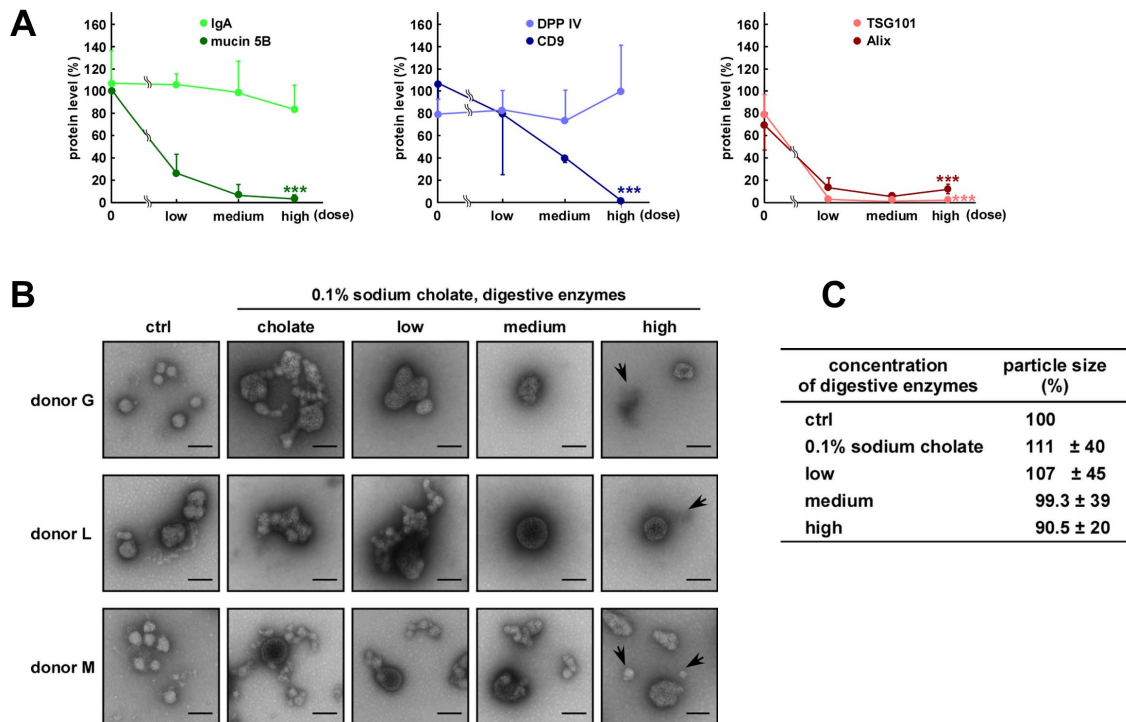 A
IgA
mucin 5B
protein level (%)
160
140
120
100
80
60
40
20
0
0 low medium high (dose)
***
DPP IV
CD9
protein level (%)
160
140
120
100
80
60
40
20
0
0 low medium high (dose)
***
TSG101
Alix
protein level (%)
160
140
120
100
80
60
40
20
0
0 low medium high (dose)
***
***
B
0.1% sodium cholate, digestive enzymes
ctrl cholate low medium high
donor G
donor L
donor M
C
concentration of digestive enzymes particle size (%)
ctrl 100
0.1% sodium cholate 111 ± 40
low 107 ± 45
medium 99.3 ± 39
high 90.5 ± 20